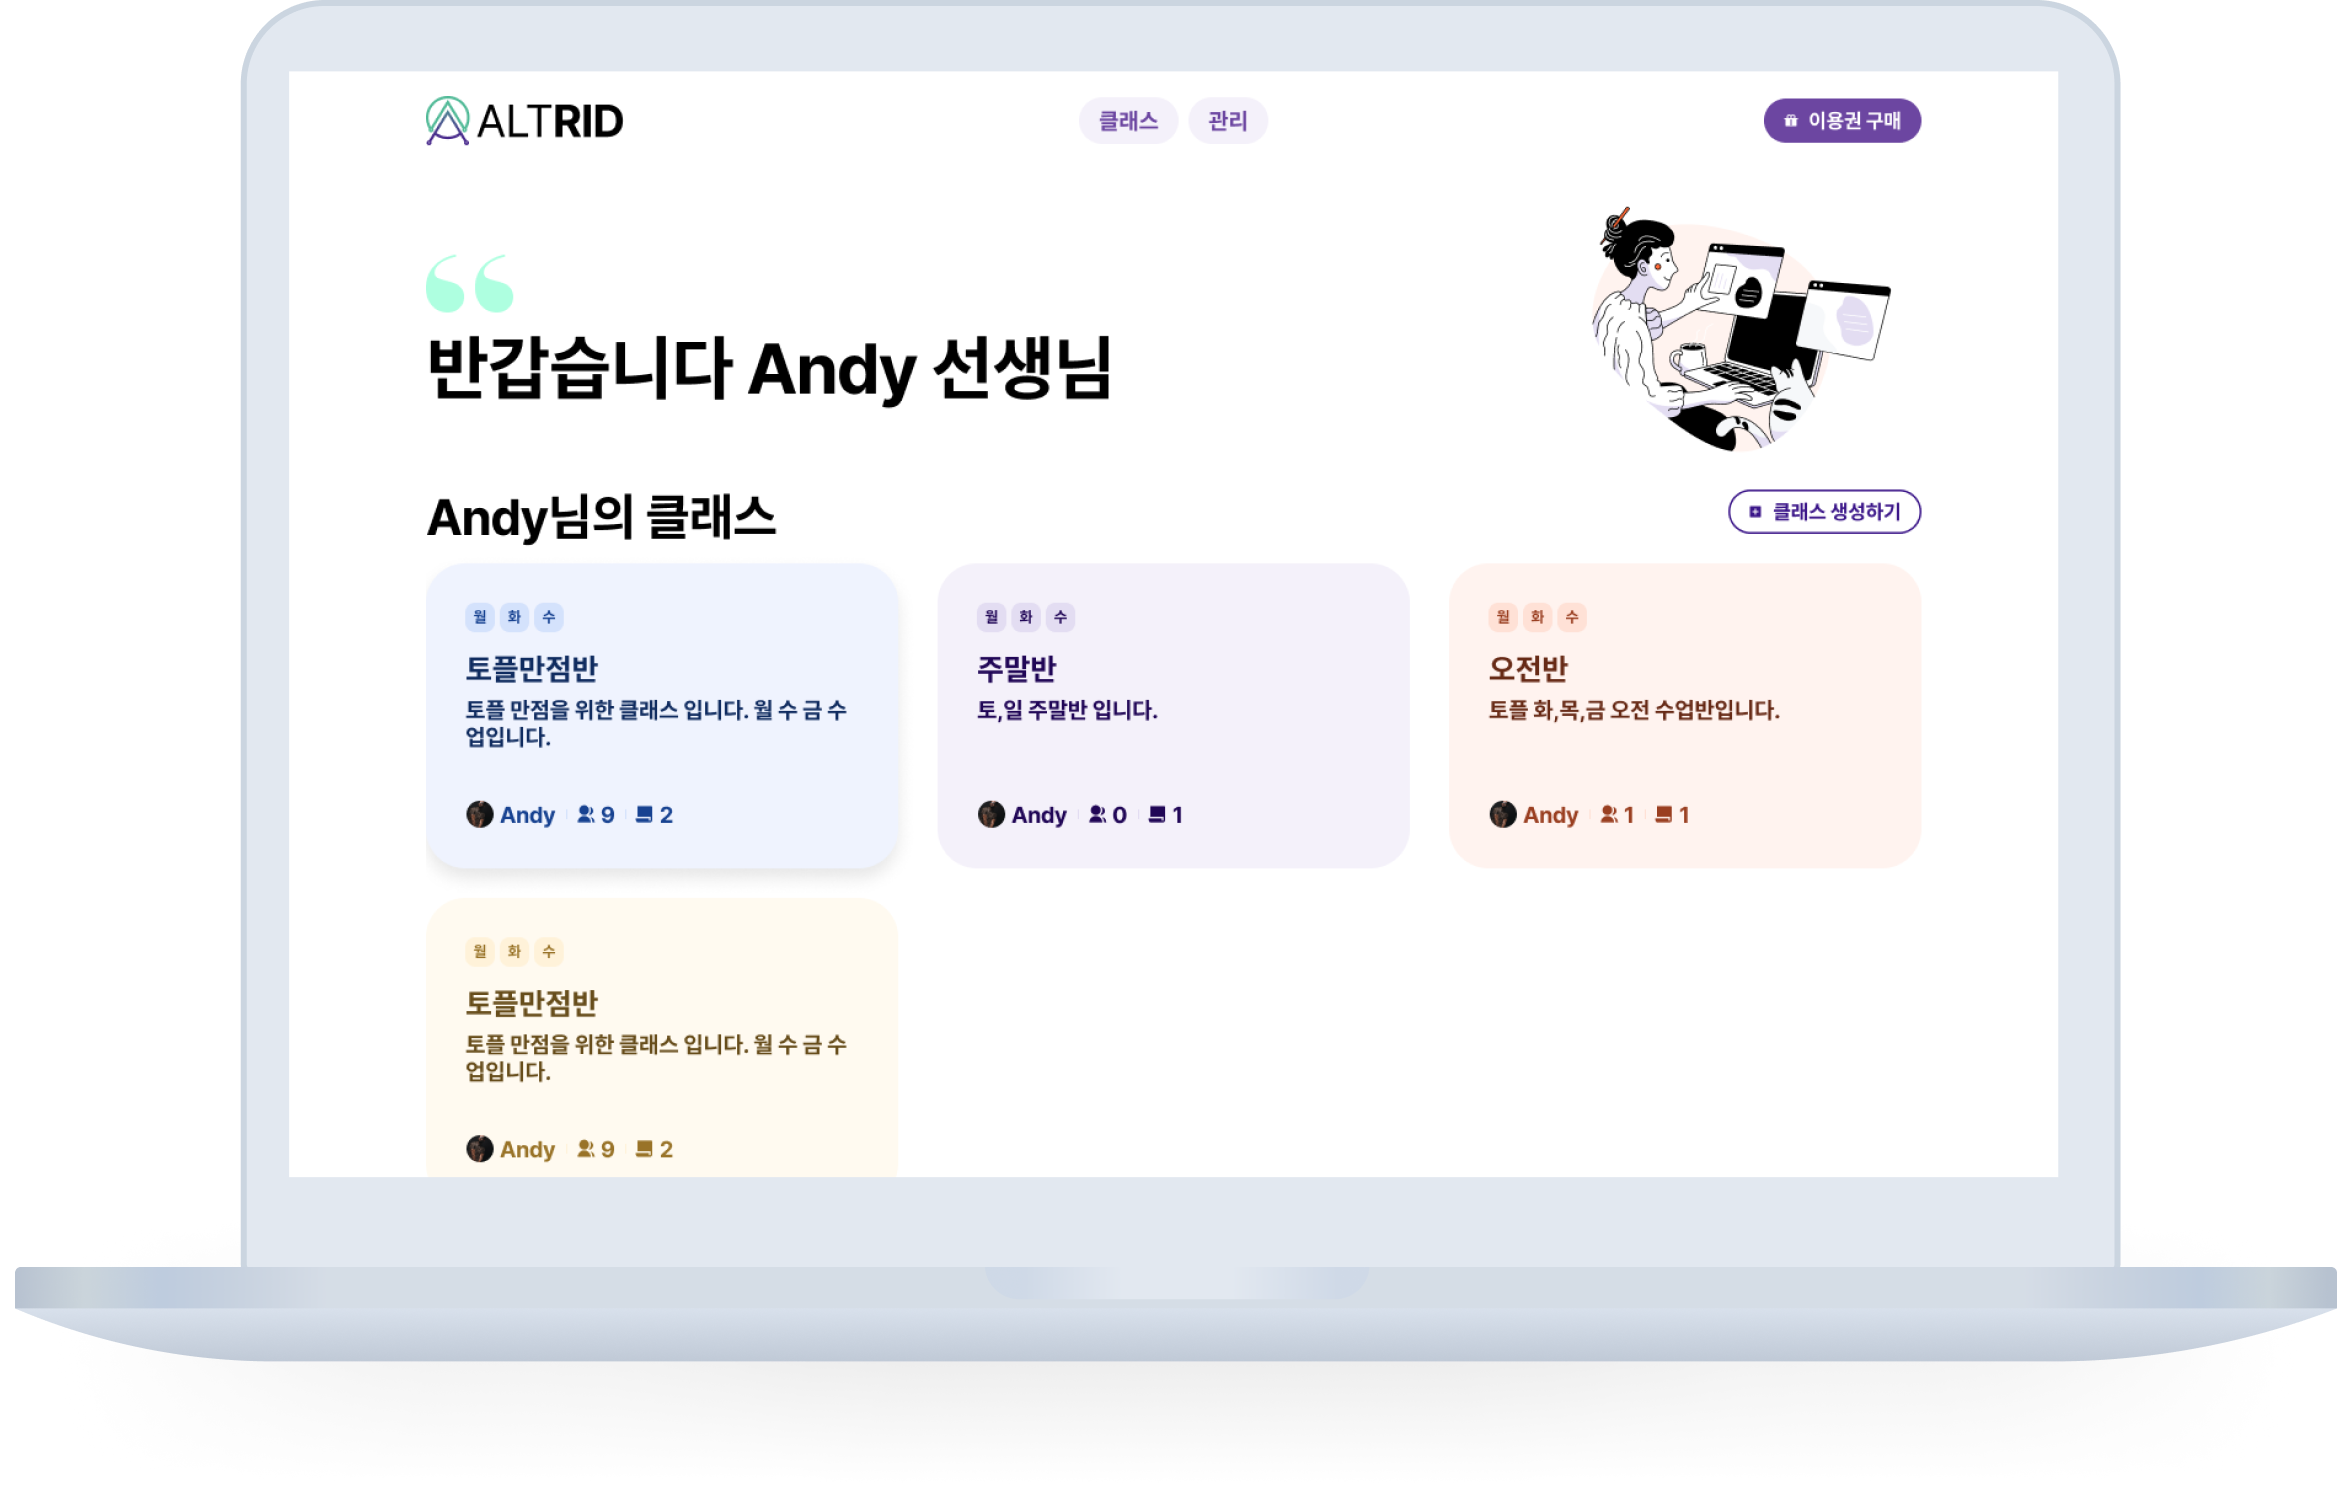 ALTRID
클래스 관리
이용권 구매
반갑습니다 Andy 선생님
Andy님의 클래스
클래스 생성하기
월 화 수
토플만점반
토플 만점을 위한 클래스 입니다. 월 수 금 수
업입니다.
Andy 9 2
월 화 수
주말반
토,일 주말반 입니다.
Andy 0 1
월 화 수
오전반
토플 화,목,금 오전 수업반입니다.
Andy 1 1
월 화 수
토플만점반
토플 만점을 위한 클래스 입니다. 월 수 금 수
업입니다.
Andy 9 2